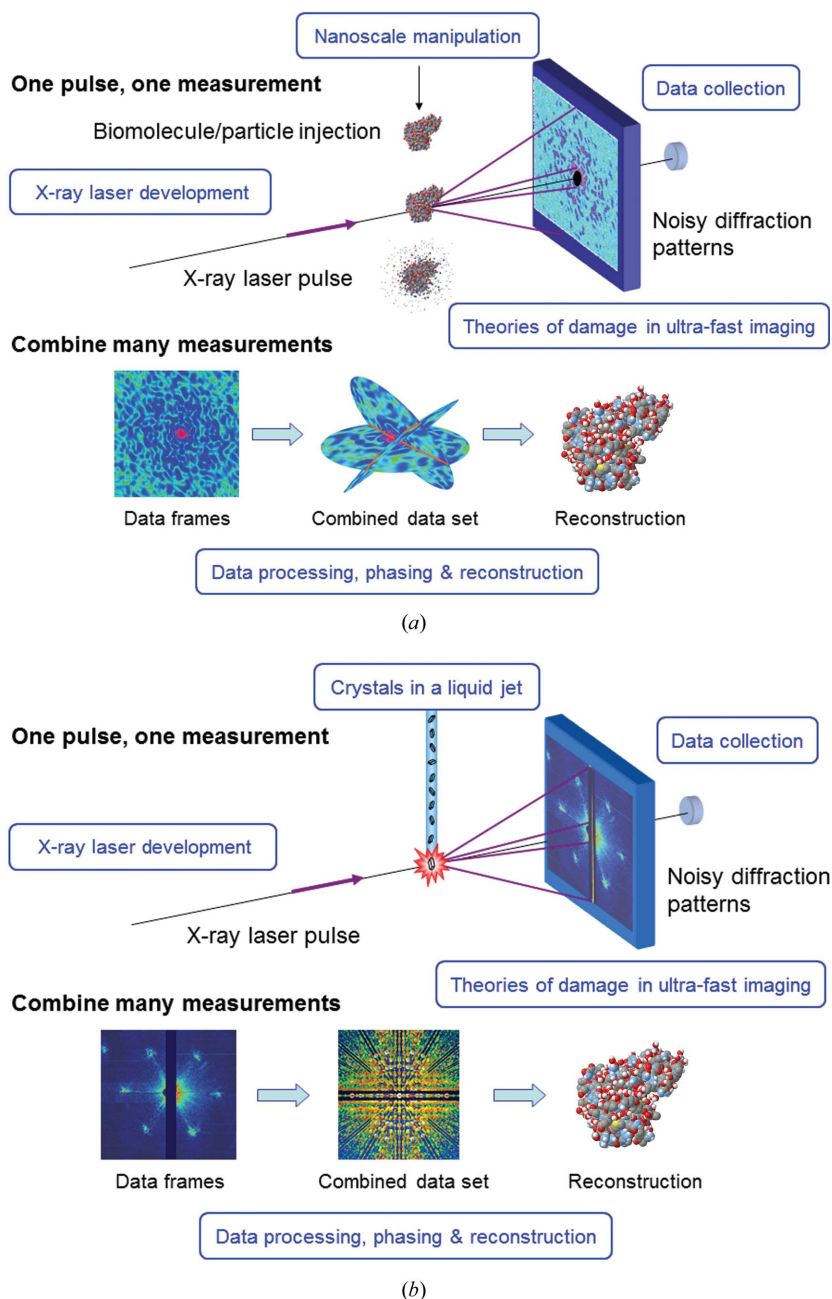 Nanoscale manipulation
One pulse, one measurement
Data collection
Biomolecule/particle injection
X-ray laser development
Noisy diffraction
patterns
X-ray laser pulse
Theories of damage in ultra-fast imaging
Combine many measurements
Data frames
Combined data set
Reconstruction
Data processing, phasing & reconstruction
(a)
Crystals in a liquid jet
One pulse, one measurement
Data collection
X-ray laser development
Noisy diffraction
patterns
X-ray laser pulse
Theories of damage in ultra-fast imaging
Combine many measurements
Data frames
Combined data set
Reconstruction
Data processing, phasing & reconstruction
(b)